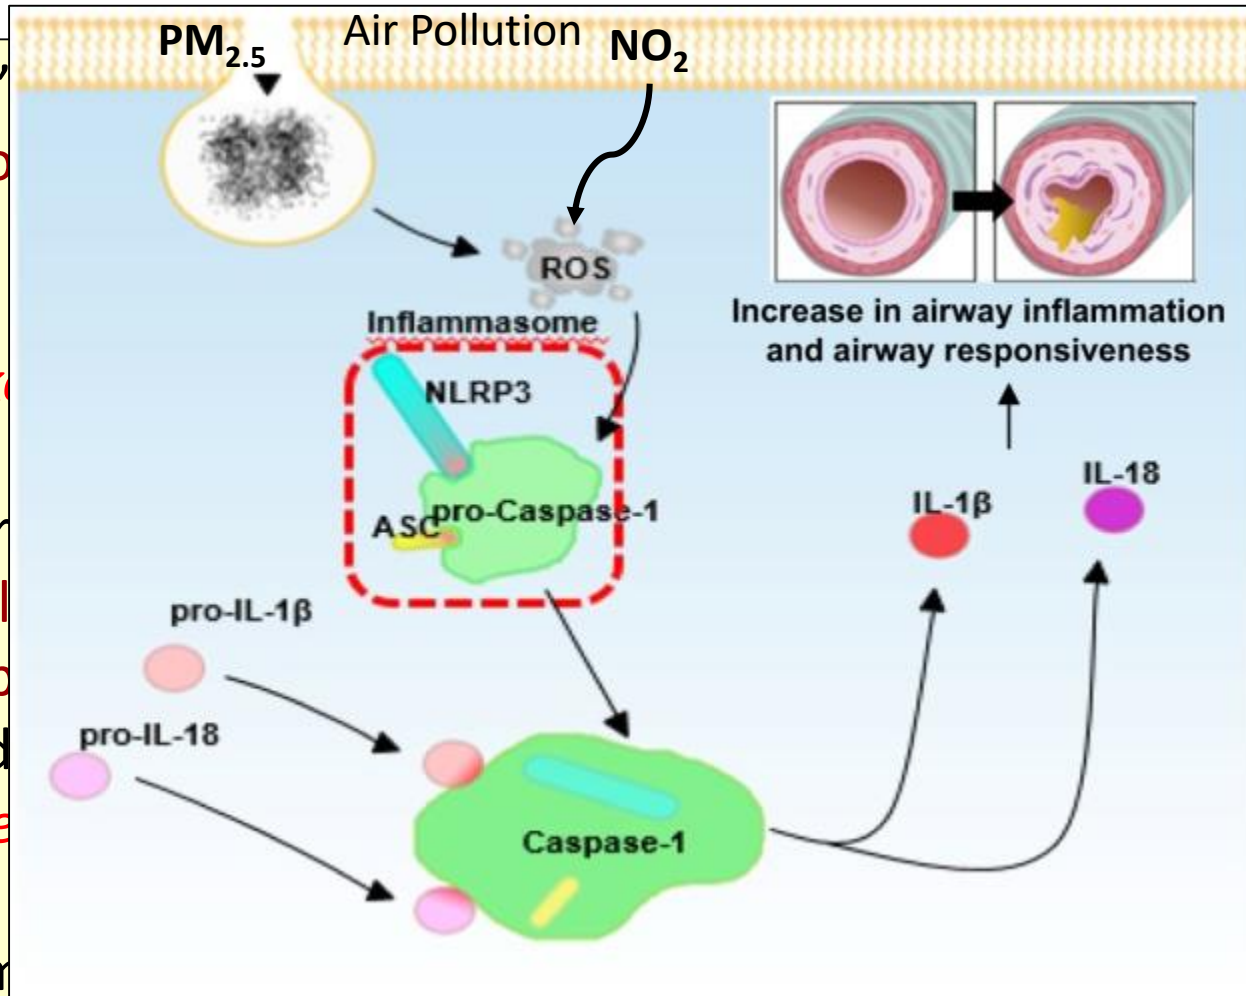 Air Pollution
PM2.5
NO2
ROS
Inflammasome
NLRP3
pro-Caspase-1
ASC
Increase in airway inflammation
and airway responsiveness
IL-1β
IL-18
pro-IL-1β
pro-IL-18
Caspase-1